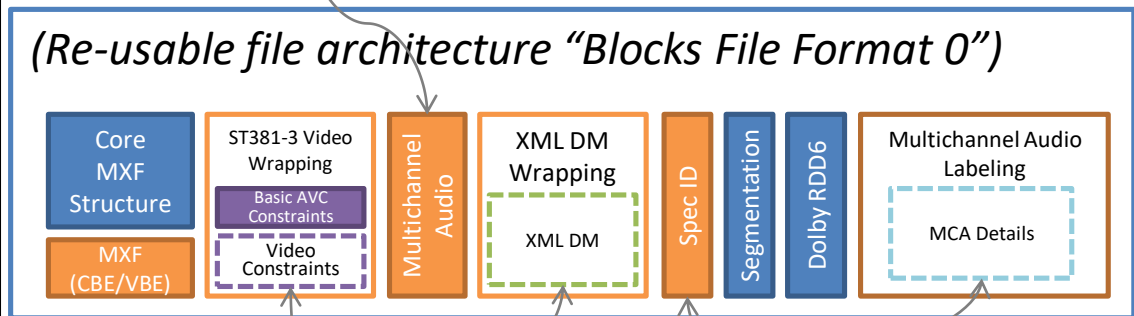 (Re-usable file architecture “Blocks File Format 0”)
Core
MXF
Structure
MXF
(CBE/VBE)
ST381-3 Video
Wrapping
Basic AVC
Constraints
Video
Constraints
Multichannel
Audio
XML DM
Wrapping
XML DM
Spec ID
Segmentation
Dolby RDD6
Multichannel Audio
Labeling
MCA Details